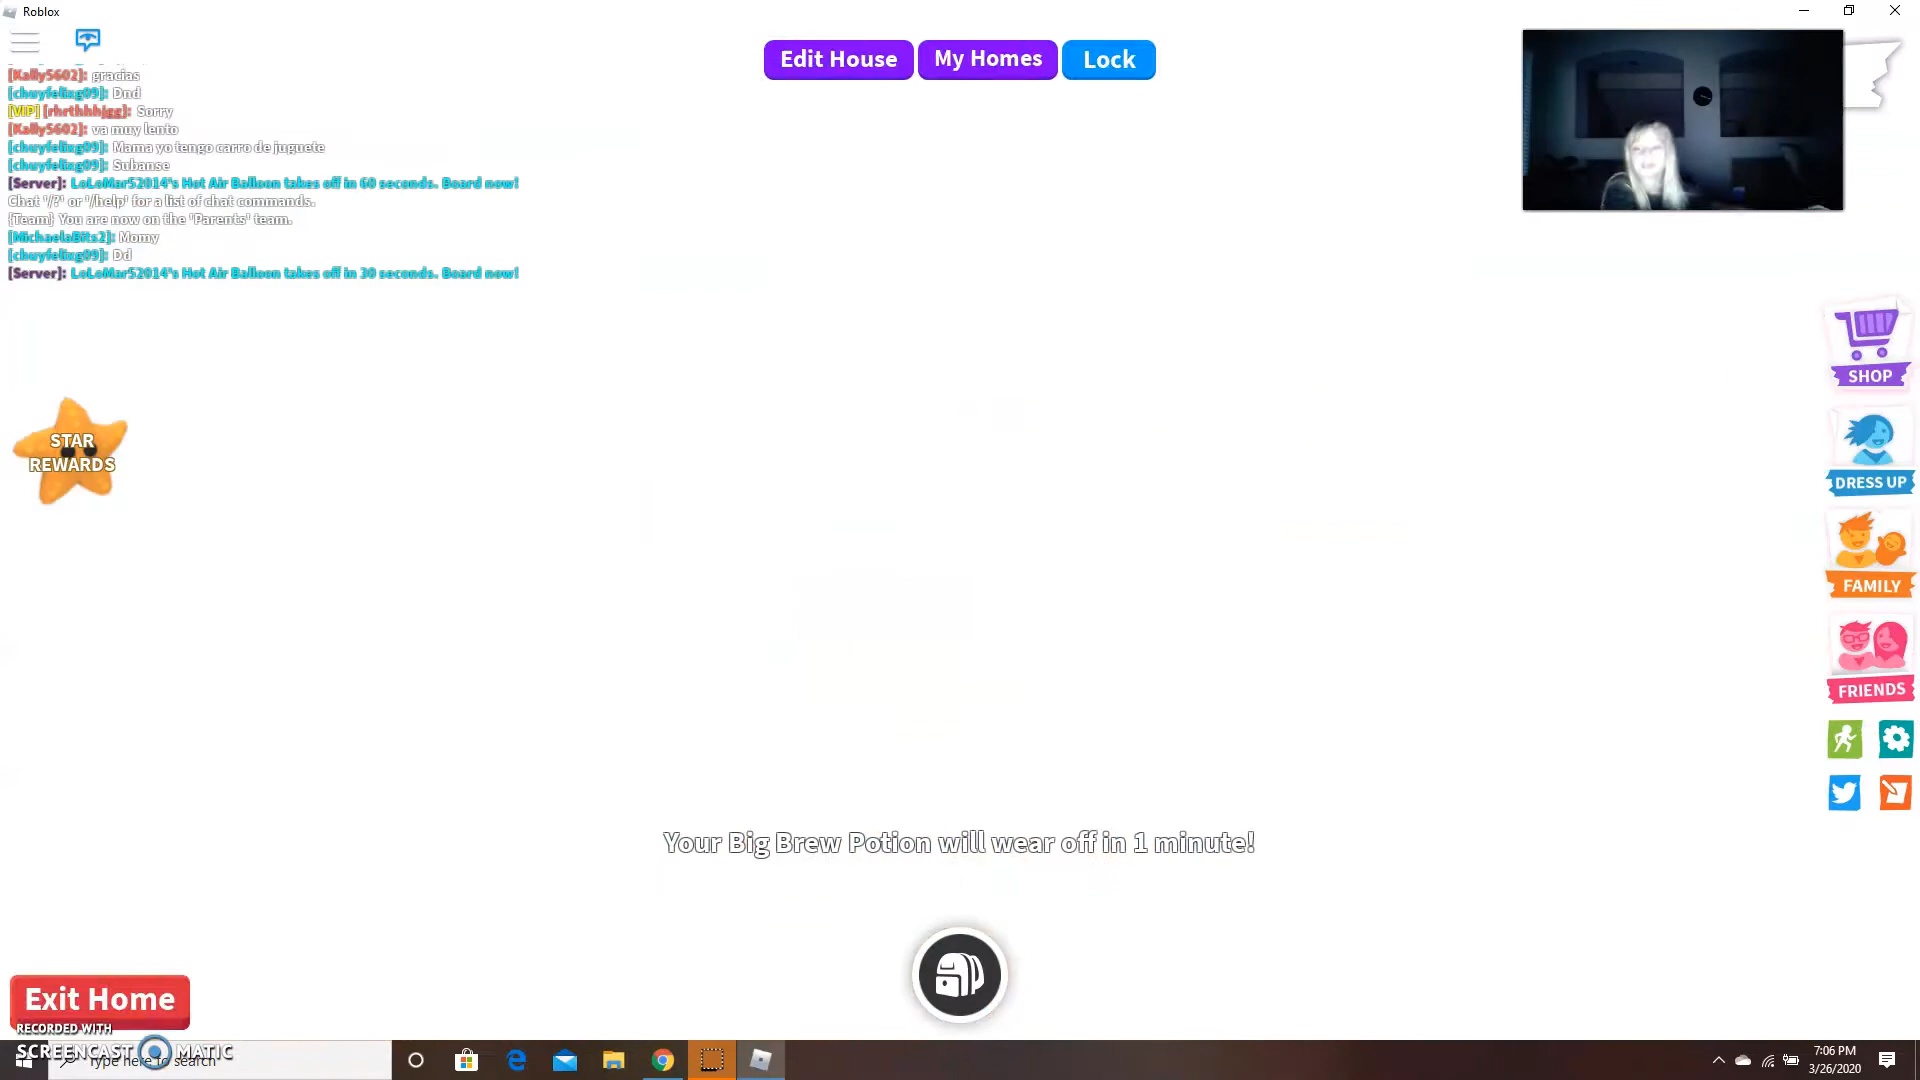 Roblox
Edit House
My Homes
Lock
[Kally5602]: gracias
[chuyfeling09]: Dnd
[VIP] [rhrthhhjgg]: Sorry
[Kally5602]: va muy lento
[chuyfeling09]: Mama yo tengo carro de juguete
[chuyfeling09]: Subanse
[Server]: LoLoMar52014's Hot Air Balloon takes off in 60 seconds. Board now!
Chat '/?' or '/help' for a list of chat commands.
{Team} You are now on the 'Parents' team.
[MichaelaBits2]: Momy
[chuyfeling09]: Dd
[Server]: LoLoMar52014's Hot Air Balloon takes off in 30 seconds. Board now!
SHOP
STAR
REWARDS
DRESS UP
FAMILY
FRIENDS
Your Big Brew Potion will wear off in 1 minute!
Exit Home
RECORDED WITH
SCREENCAST MATIC
Type here to search
7:06 PM
3/26/2020